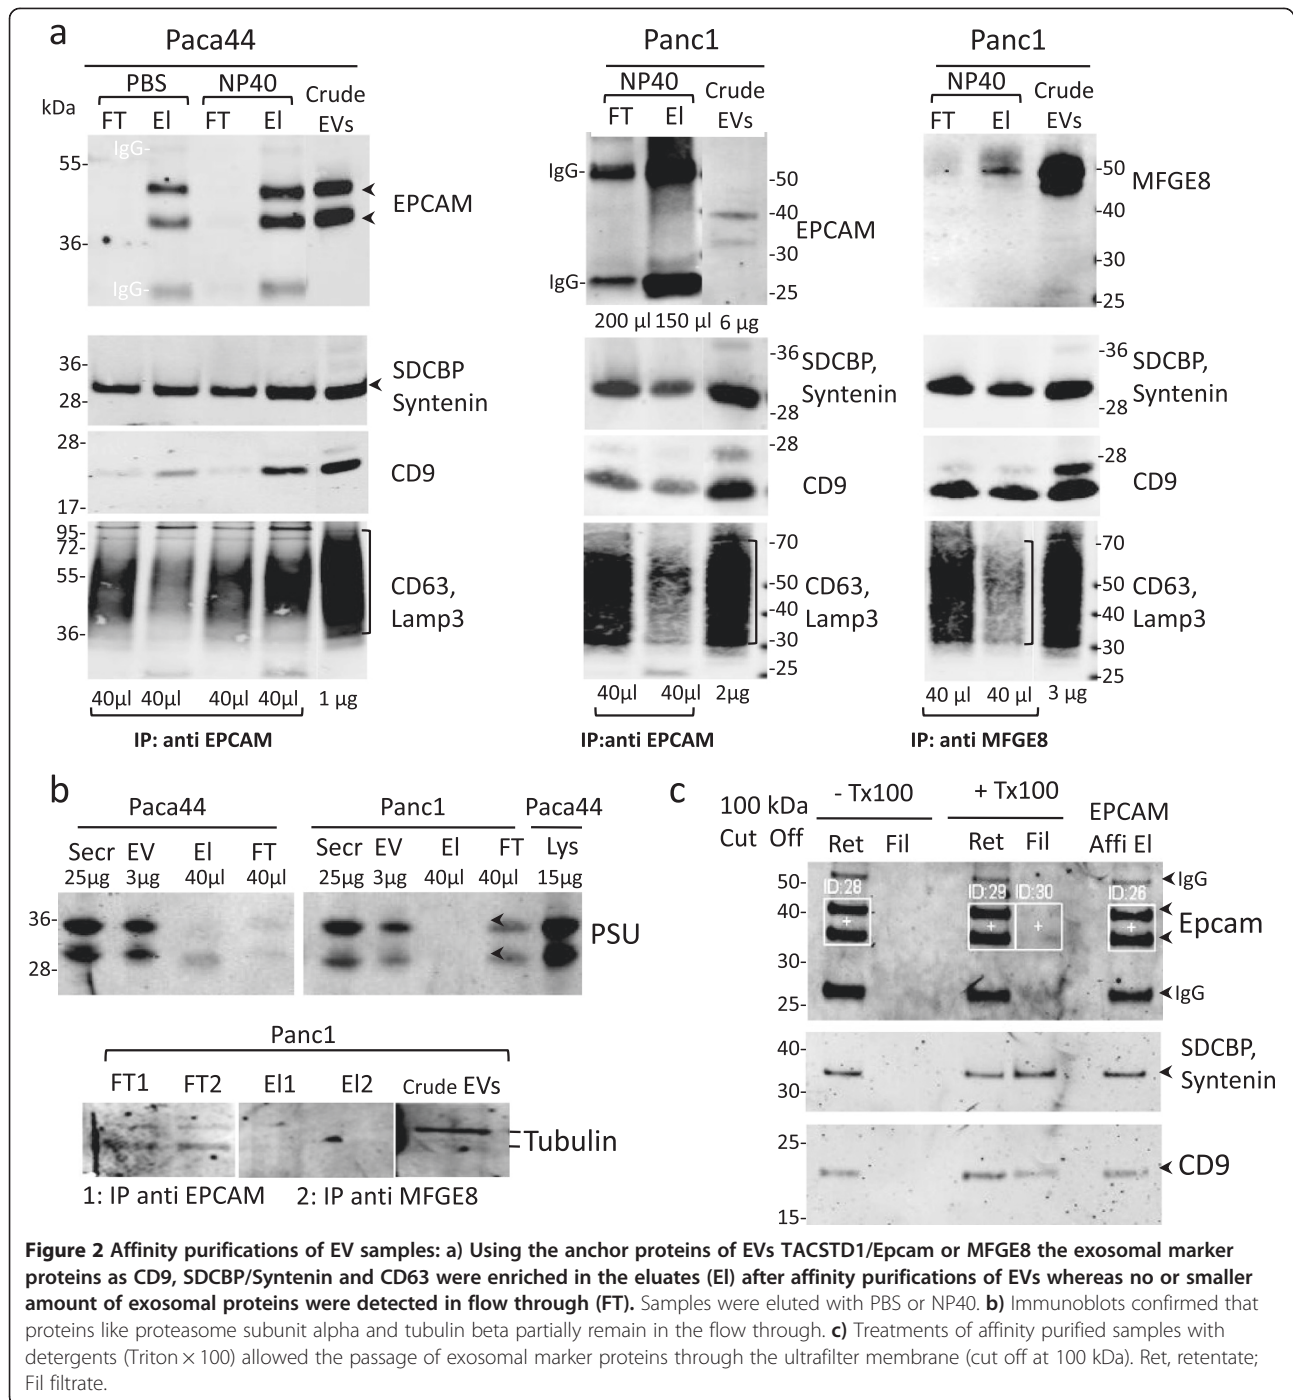 a
Paca44
PBS NP40 Crude
kDa FT El FT El EVs
IgG-
55-
EPCAM
36-
IgG-
36-
SDCBP
28-
Syntenin
28-
CD9
17-
95-
72-
55-
CD63,
Lamp3
36-
40µl 40µl 40µl 40µl 1 µg
IP: anti EPCAM
Panc1
NP40 Crude
FT El EVs
IgG-
-50
-40
EPCAM
-30
IgG-
-25
200 µl 150 µl 6 µg
-36
SDCBP,
Syntenin
-28
-28
CD9
-70
-50
CD63,
-40
Lamp3
-30
-25
40µl 40µl 2µg
IP:anti EPCAM
Panc1
NP40 Crude
FT El EVs
-50 MFGE8
-40
-30
-25
-36
SDCBP,
Syntenin
-28
-28
CD9
-70
-50
CD63,
-40
Lamp3
-30
-25
40 µl 40 µl 3 µg
IP: anti MFGE8
b
Paca44 Panc1 Paca44
Secr EV El FT Secr EV El FT Lys
25µg 3µg 40µl 40µl 25µg 3µg 40µl 40µl 15µg
36-
PSU
28-
Panc1
FT1 FT2 El1 El2 Crude EVs
Tubulin
1: IP anti EPCAM 2: IP anti MFGE8
c
- Tx100 + Tx100
100 kDa EPCAM
Cut Off Ret Fil Ret Fil Affi El
50- IgG
ID:28 ID:29 ID:30 ID:26
40-
Epcam
30-
25- IgG
40- SDCBP,
Syntenin
30-
25-
CD9
15-
Figure 2 Affinity purifications of EV samples: a) Using the anchor proteins of EVs TACSTD1/Epcam or MFGE8 the exosomal marker
proteins as CD9, SDCBP/Syntenin and CD63 were enriched in the eluates (El) after affinity purifications of EVs whereas no or smaller
amount of exosomal proteins were detected in flow through (FT). Samples were eluted with PBS or NP40. b) Immunoblots confirmed that
proteins like proteasome subunit alpha and tubulin beta partially remain in the flow through. c) Treatments of affinity purified samples with
detergents (Triton × 100) allowed the passage of exosomal marker proteins through the ultrafilter membrane (cut off at 100 kDa). Ret, retentate;
Fil filtrate.